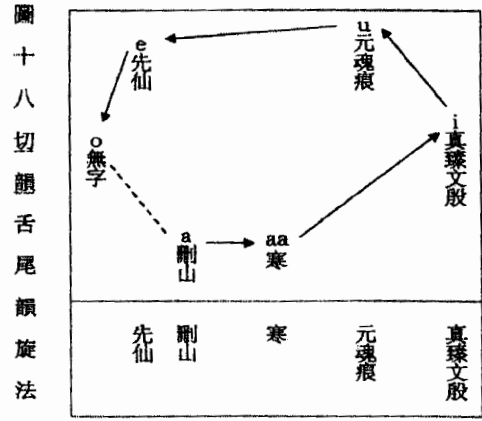 圖十八切韻舌尾韻旋法
u元魂痕
e先仙
i真臻文殷
o無字
a刪山
aa寒
先仙
刪山
寒
元魂痕
真臻文殷